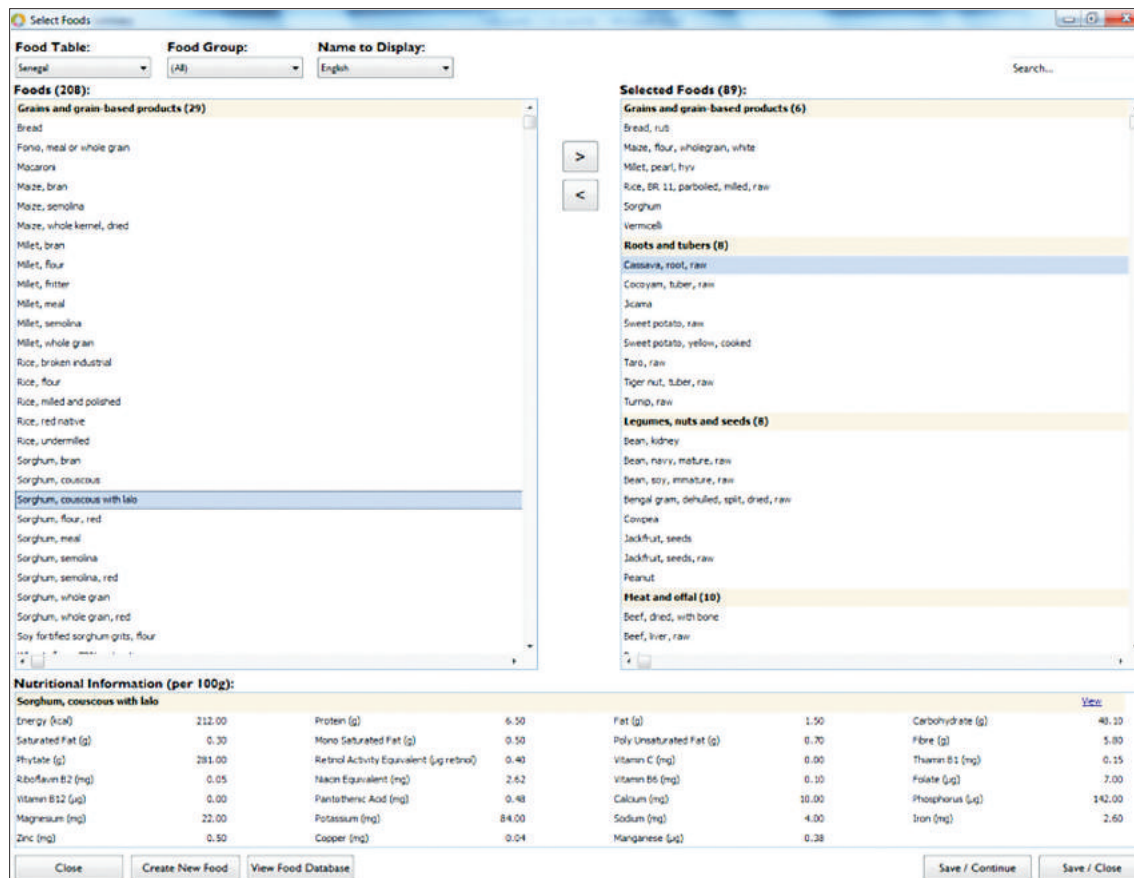 Select Foods
Food Table: Food Group: Name to Display:
Senegal (All) English Search...
Foods (208):
Grains and grain-based products (29)
Bread
Fonio, meal or whole grain
Macaroni
Maize, bran
Maize, semolina
Maize, whole kernel, dried
Millet, bran
Millet, flour
Millet, fritter
Millet, meal
Millet, semolina
Millet, whole grain
Rice, broken industrial
Rice, flour
Rice, milled and polished
Rice, red native
Rice, undermilled
Sorghum, bran
Sorghum, couscous
Sorghum, couscous with lalo
Sorghum, flour, red
Sorghum, meal
Sorghum, semolina
Sorghum, semolina, red
Sorghum, whole grain
Sorghum, whole grain, red
Soy fortified sorghum grits, flour
>
<
Selected Foods (89):
Grains and grain-based products (6)
Bread, ruti
Maize, flour, wholegrain, white
Millet, pearl, hyv
Rice, BR 11, parboiled, milled, raw
Sorghum
Vermicelli
Roots and tubers (8)
Cassava, root, raw
Cocoyam, tuber, raw
Jicama
Sweet potato, raw
Sweet potato, yellow, cooked
Taro, raw
Tiger nut, tuber, raw
Turnip, raw
Legumes, nuts and seeds (8)
Bean, kidney
Bean, navy, mature, raw
Bean, soy, immature, raw
Bengal gram, dehulled, split, dried, raw
Cowpea
Jackfruit, seeds
Jackfruit, seeds, raw
Peanut
Meat and offal (10)
Beef, dried, with bone
Beef, liver, raw
Nutritional Information (per 100g):
Sorghum, couscous with lalo View
Energy (kcal) 212.00 Protein (g) 6.50 Fat (g) 1.50 Carbohydrate (g) 48.10
Saturated Fat (g) 0.30 Mono Saturated Fat (g) 0.50 Poly Unsaturated Fat (g) 0.70 Fibre (g) 5.80
Phytate (g) 281.00 Retinol Activity Equivalent (µg retinol) 0.40 Vitamin C (mg) 0.00 Thiamin B1 (mg) 0.15
Riboflavin B2 (mg) 0.05 Niacin Equivalent (mg) 2.62 Vitamin B6 (mg) 0.10 Folate (µg) 7.00
Vitamin B12 (µg) 0.00 Pantothenic Acid (mg) 0.48 Calcium (mg) 10.00 Phosphorus (µg) 142.00
Magnesium (mg) 22.00 Potassium (mg) 84.00 Sodium (mg) 4.00 Iron (mg) 2.60
Zinc (mg) 0.50 Copper (mg) 0.04 Manganese (µg) 0.38
Close Create New Food View Food Database Save / Continue Save / Close